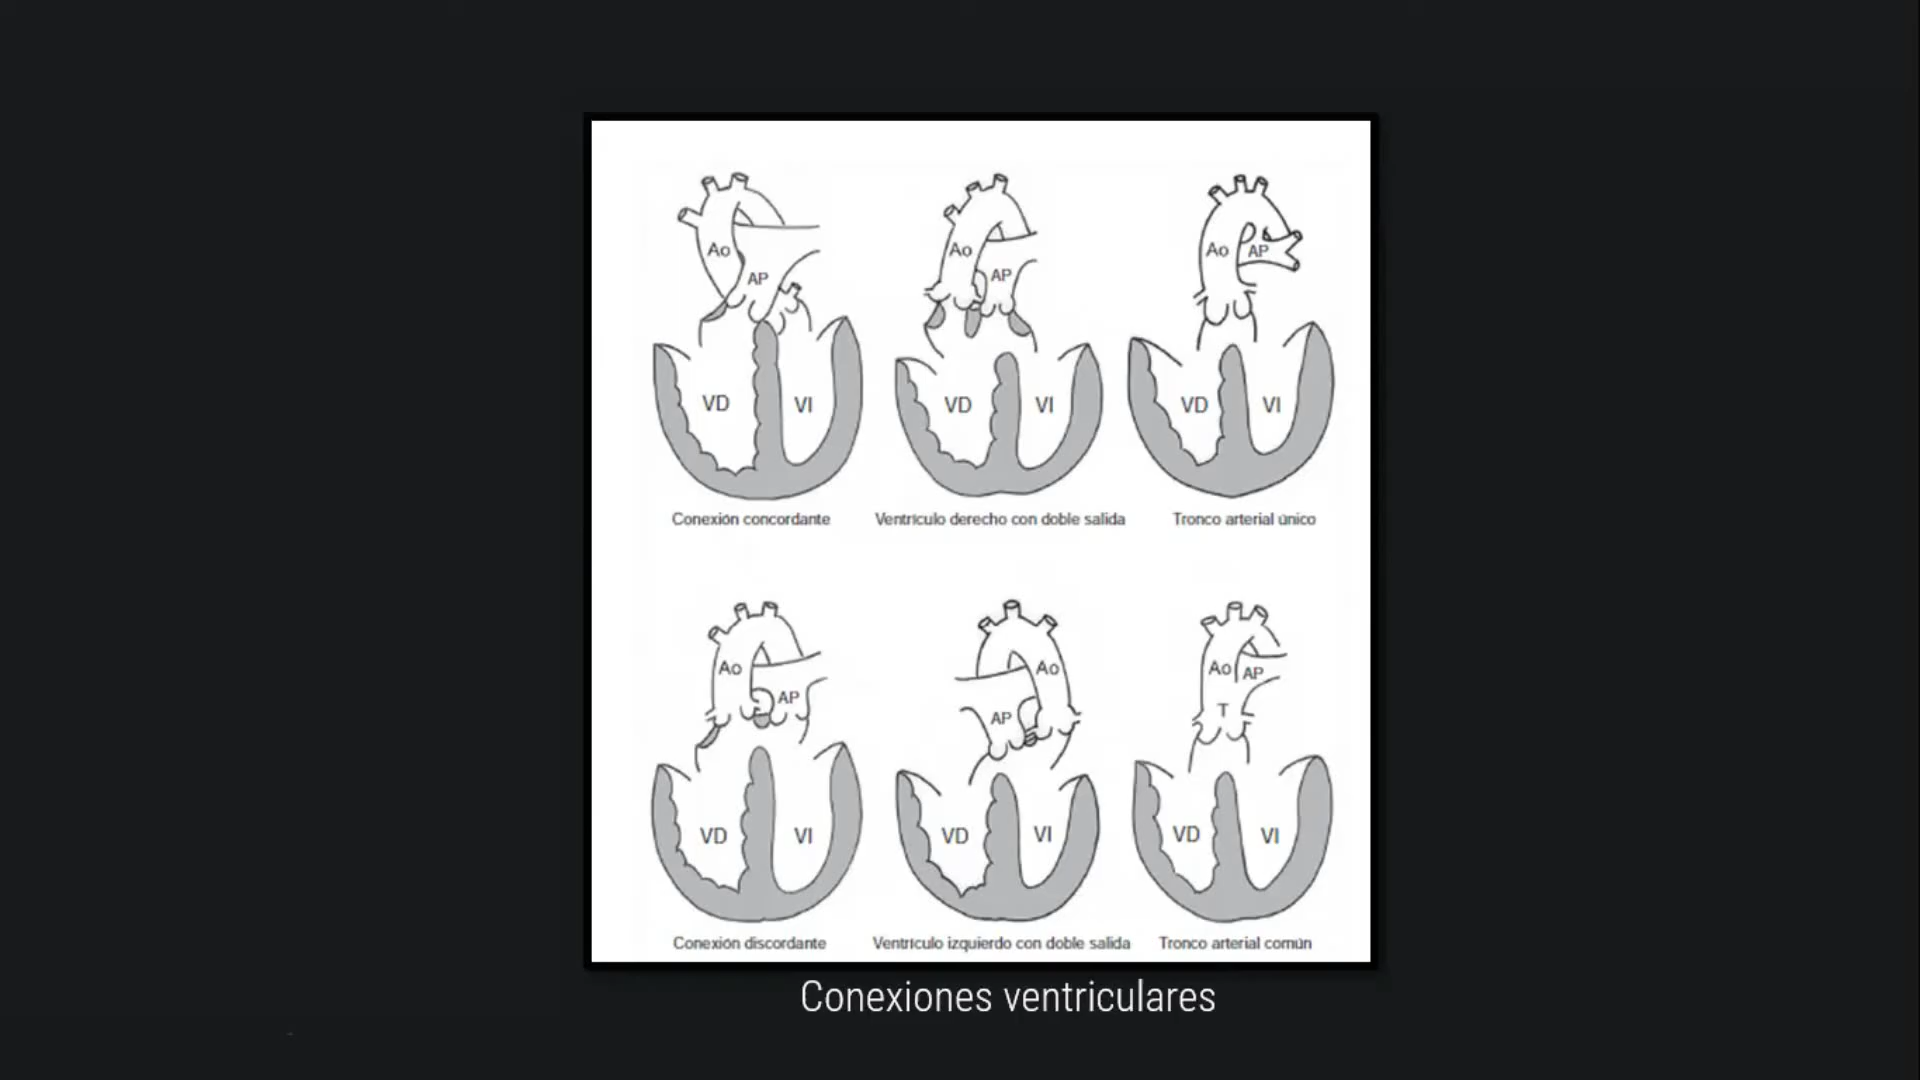 Ao
AP
VD
VI
Conexión concordante
Ao
AP
VD
VI
Ventrículo derecho con doble salida
Ao
AP
VD
VI
Tronco arterial único
Ao
AP
VD
VI
Conexión discordante
Ao
AP
VD
VI
Ventrículo izquierdo con doble salida
Ao
AP
T
VD
VI
Tronco arterial común
Conexiones ventriculares